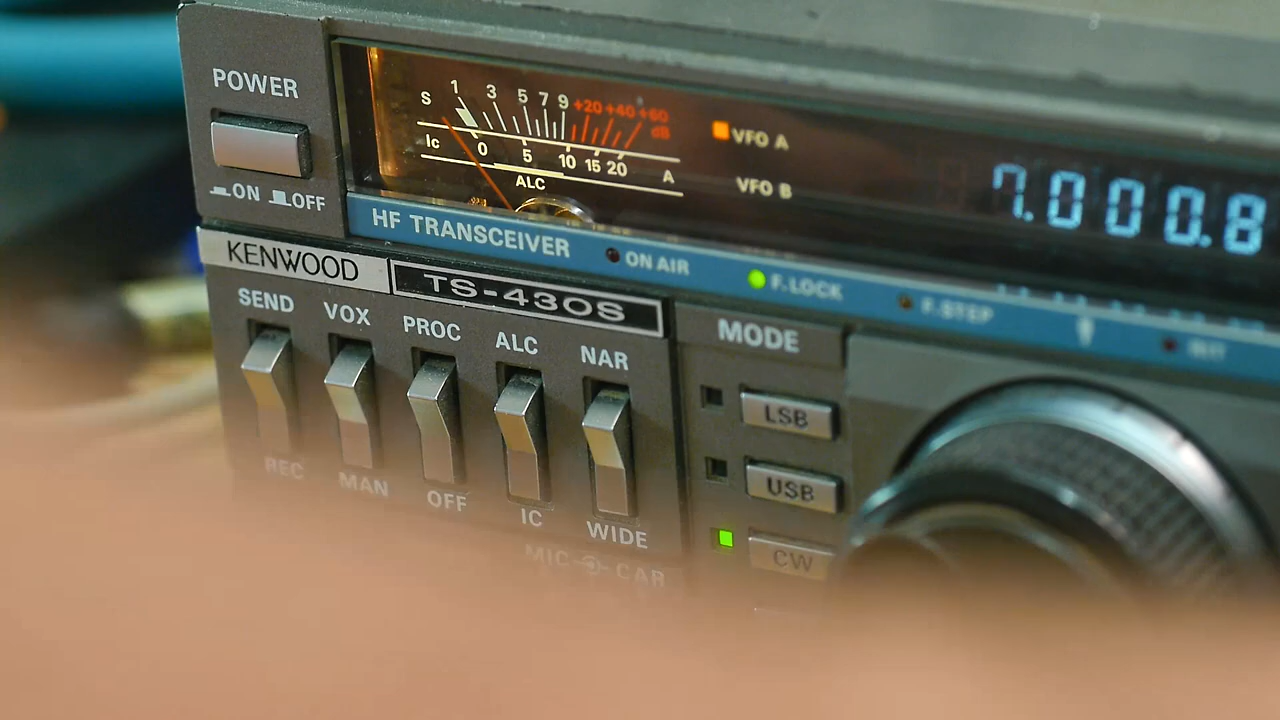 POWER
ON OFF
S 1 3 5 7 9 +20 +40 +60
dB
Ic 0 5 10 15 20 A
ALC
VFO A
VFO B
7.000.8
HF TRANSCEIVER
ON AIR
F.LOCK
F.STEP
KENWOOD
TS-430S
SEND
VOX
PROC
ALC
NAR
REC
MAN
OFF
IC
WIDE
MIC CAR
MODE
LSB
USB
CW